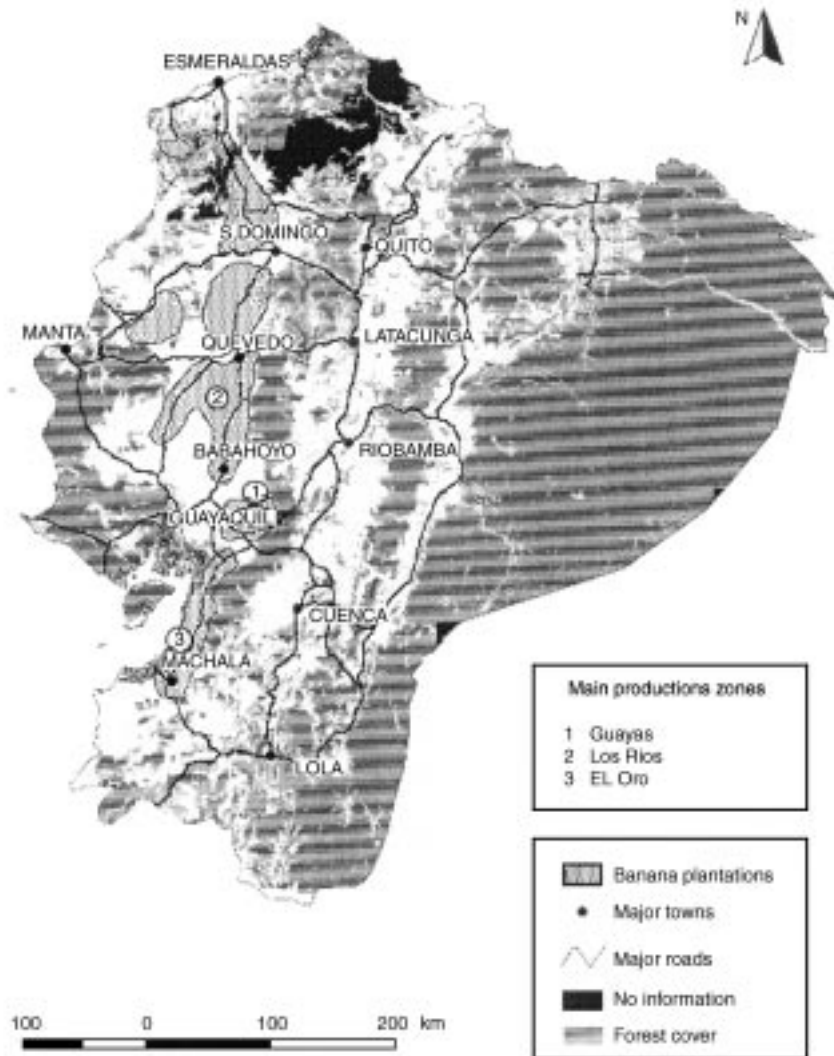 N
ESMERALDAS
S. DOMINGO
QUITO
MANTA
QUEVEDO
LATACUNGA
2
BABAHOYO
RIOBAMBA
1
GUAYAQUIL
CUENCA
3
MACHALA
LOLA
Main productions zones
1 Guayas
2 Los Rios
3 EL Oro
Banana plantations
Major towns
Major roads
No information
Forest cover
100 0 100 200 km